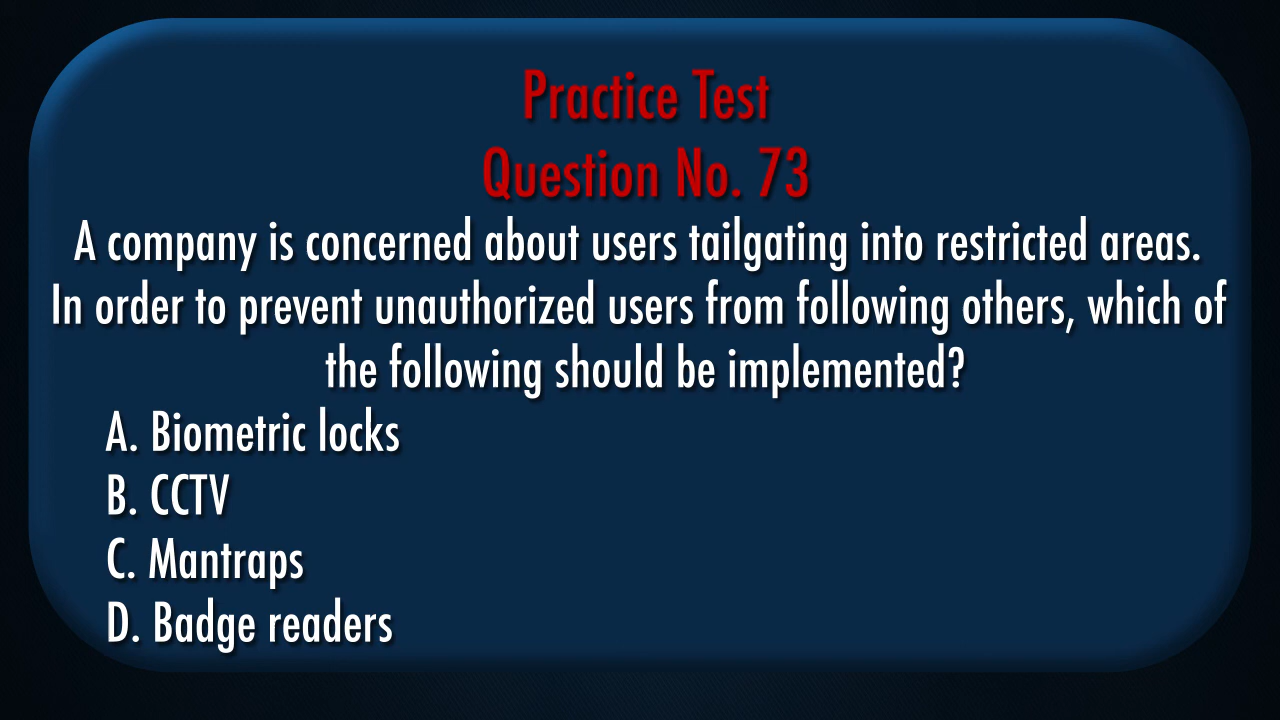 Practice Test
Question No. 73
A company is concerned about users tailgating into restricted areas.
In order to prevent unauthorized users from following others, which of
the following should be implemented?
A. Biometric locks
B. CCTV
C. Mantraps
D. Badge readers